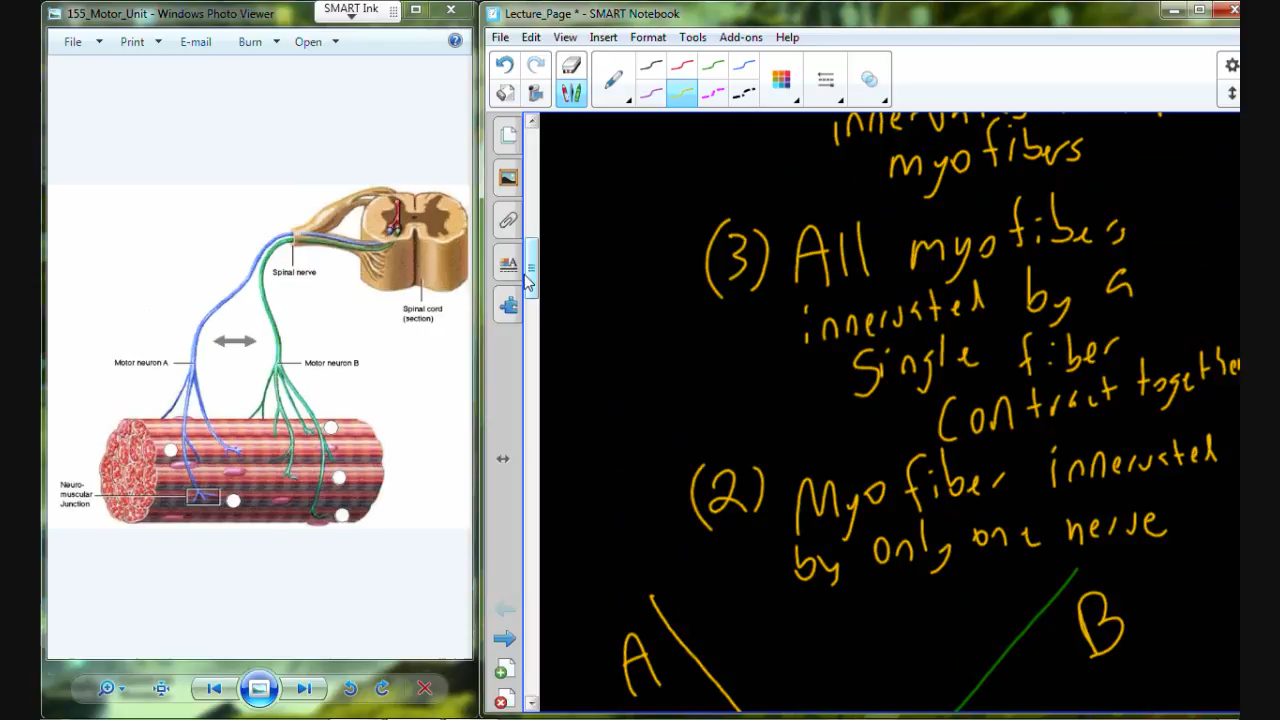 155_Motor_Unit - Windows Photo Viewer
SMART Ink
File Print E-mail Burn Open
Spinal nerve
Spinal cord
(section)
Motor neuron A
Motor neuron B
Neuro-
muscular
Junction
Lecture_Page * - SMART Notebook
File Edit View Insert Format Tools Add-ons Help
myofibers
(3) All myofibers
innervated by a
Single fiber
Contract togethe
(2) Myofiber innervated
by only one nerve
A
B